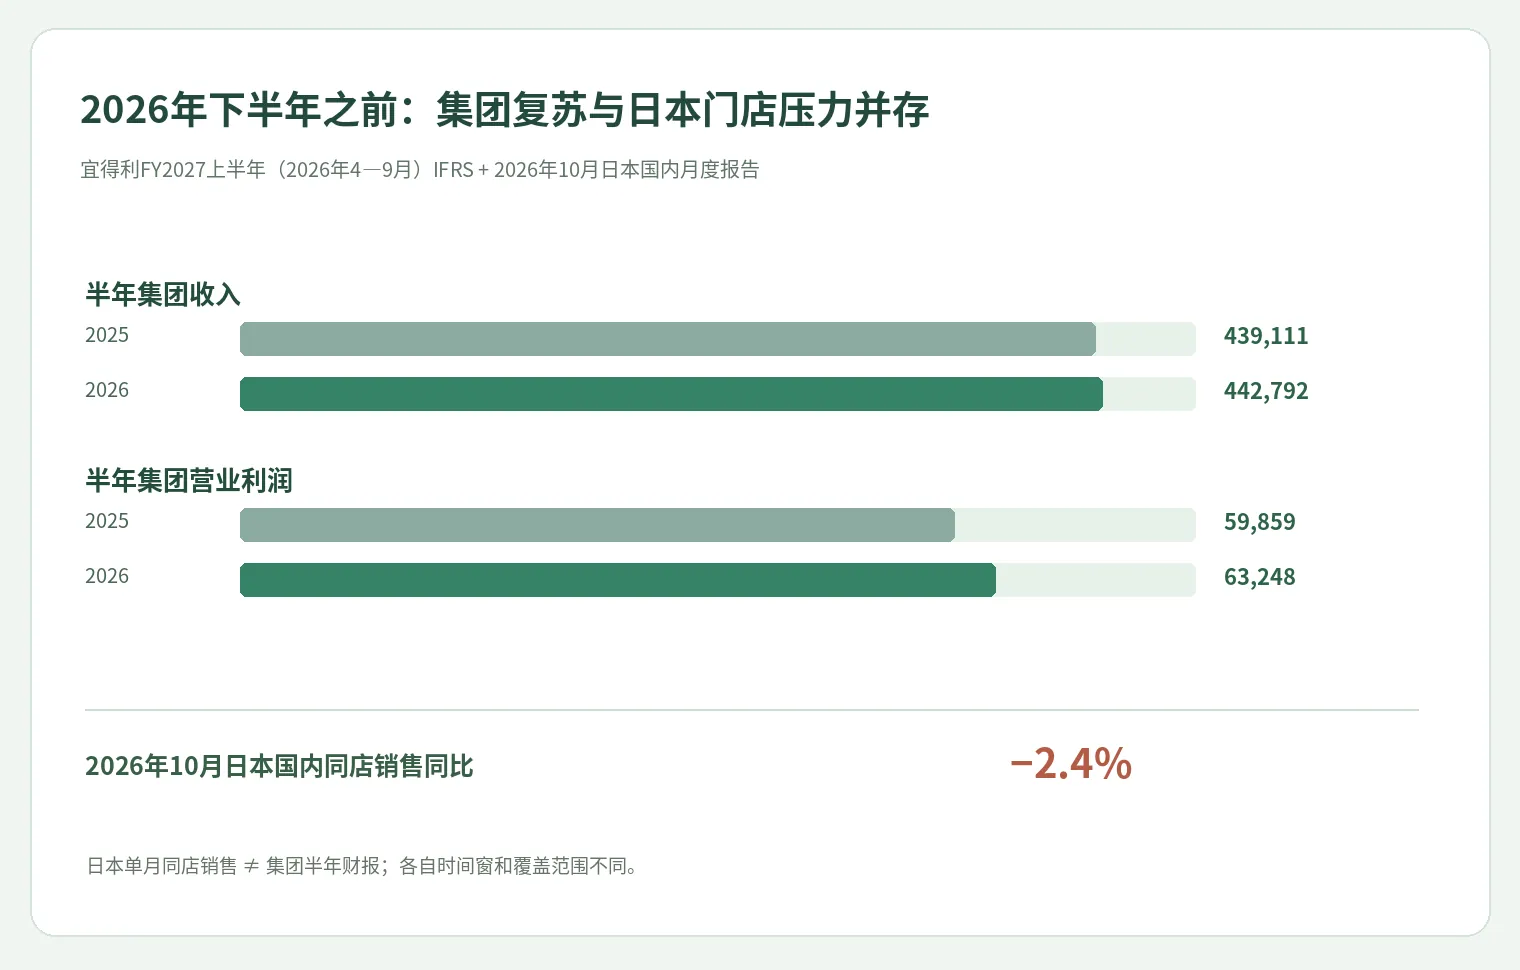 2026年下半年之前：集团复苏与日本门店压力并存
宜得利FY2027上半年（2026年4—9月）IFRS + 2026年10月日本国内月度报告
半年集团收入
2025 439,111
2026 442,792
半年集团营业利润
2025 59,859
2026 63,248
2026年10月日本国内同店销售同比 −2.4%
日本单月同店销售 ≠ 集团半年财报；各自时间窗和覆盖范围不同。